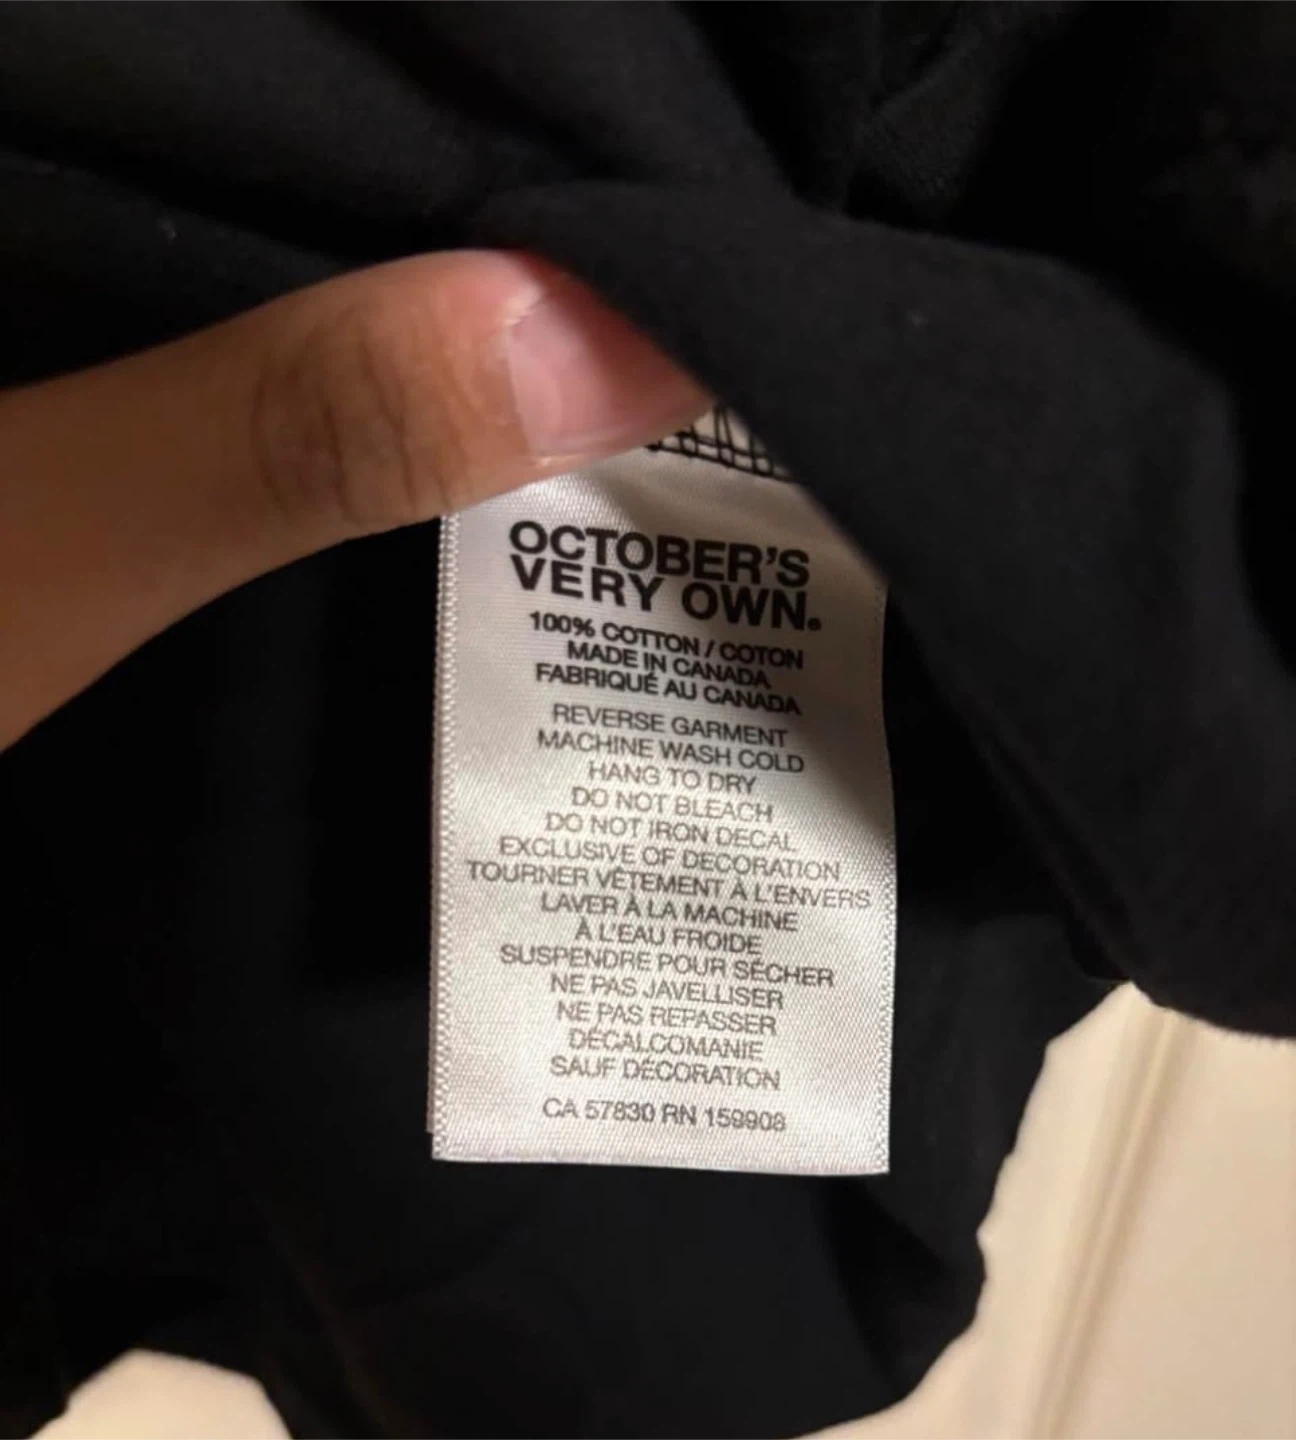 OCTOBER'S
VERY OWN.
100% COTTON / COTON
MADE IN CANADA
FABRIQUÉ AU CANADA
REVERSE GARMENT
MACHINE WASH COLD
HANG TO DRY
DO NOT BLEACH
DO NOT IRON DECAL
EXCLUSIVE OF DECORATION
TOURNER VÊTEMENT À L'ENVERS
LAVER À LA MACHINE
À L'EAU FROIDE
SUSPENDRE POUR SÉCHER
NE PAS JAVELLISER
NE PAS REPASSER
DÉCALCOMANIE
SAUF DÉCORATION
CA 57830 RN 159908